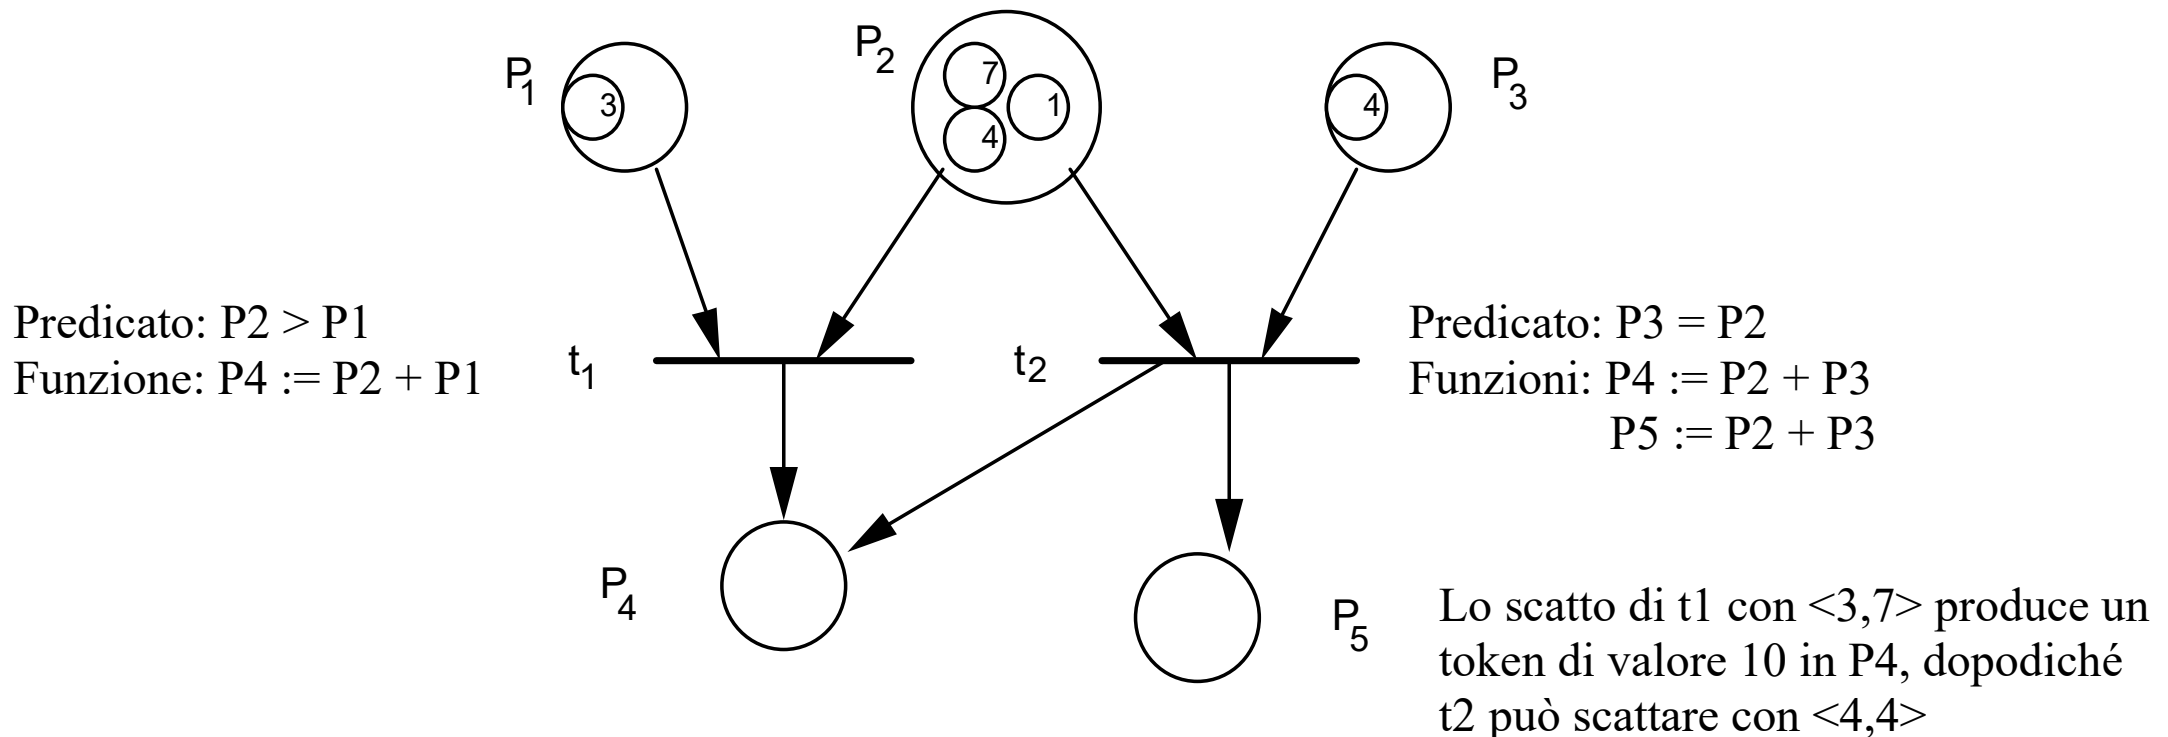 P1
3
P2
7
1
4
4
P3
Predicato: P2 > P1
Funzione: P4 := P2 + P1
t1
t2
Predicato: P3 = P2
Funzioni: P4 := P2 + P3
P5 := P2 + P3
P4
P5
Lo scatto di t1 con <3,7> produce un
token di valore 10 in P4, dopodiché
t2 può scattare con <4,4>